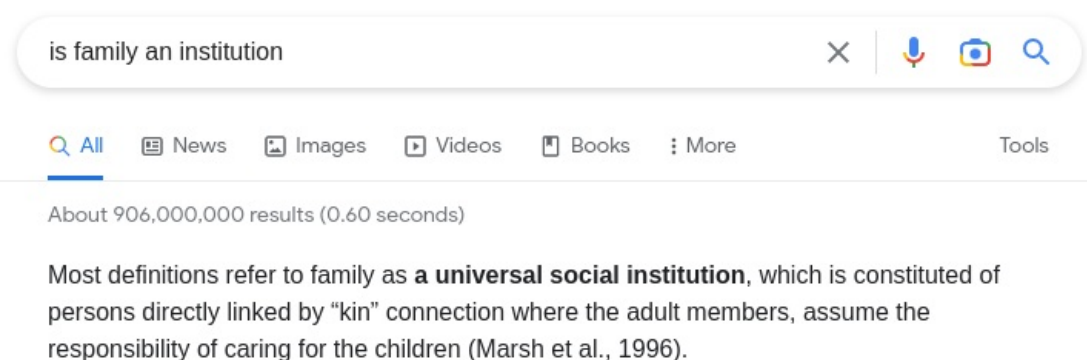 is family an institution
All News Images Videos Books More Tools
About 906,000,000 results (0.60 seconds)
Most definitions refer to family as a universal social institution, which is constituted of
persons directly linked by “kin” connection where the adult members, assume the
responsibility of caring for the children (Marsh et al., 1996).